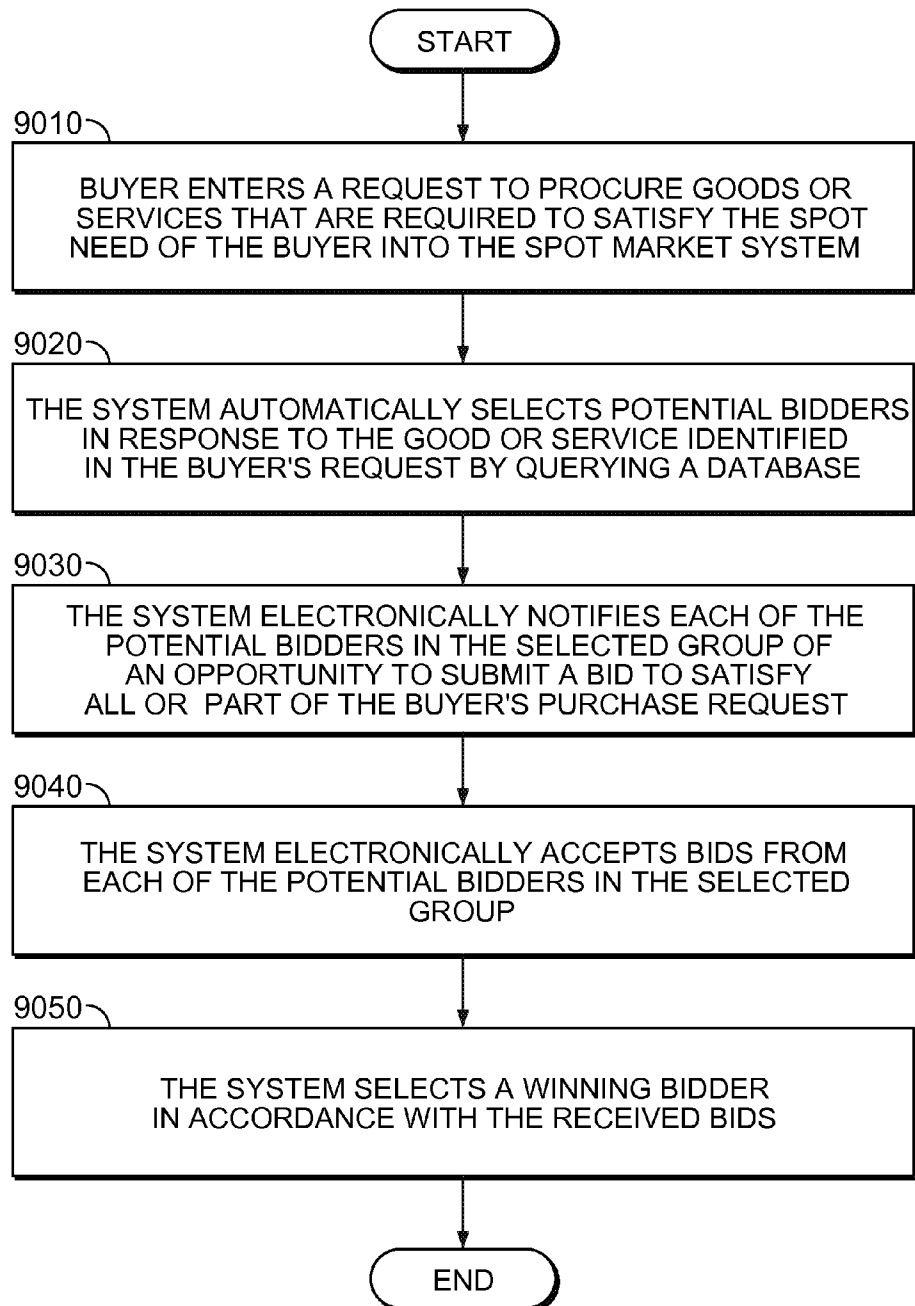 START
9010
BUYER ENTERS A REQUEST TO PROCURE GOODS OR
SERVICES THAT ARE REQUIRED TO SATISFY THE SPOT
NEED OF THE BUYER INTO THE SPOT MARKET SYSTEM
9020
THE SYSTEM AUTOMATICALLY SELECTS POTENTIAL BIDDERS
IN RESPONSE TO THE GOOD OR SERVICE IDENTIFIED
IN THE BUYER'S REQUEST BY QUERYING A DATABASE
9030
THE SYSTEM ELECTRONICALLY NOTIFIES EACH OF THE
POTENTIAL BIDDERS IN THE SELECTED GROUP OF
AN OPPORTUNITY TO SUBMIT A BID TO SATISFY
ALL OR PART OF THE BUYER'S PURCHASE REQUEST
9040
THE SYSTEM ELECTRONICALLY ACCEPTS BIDS FROM
EACH OF THE POTENTIAL BIDDERS IN THE SELECTED
GROUP
9050
THE SYSTEM SELECTS A WINNING BIDDER
IN ACCORDANCE WITH THE RECEIVED BIDS
END